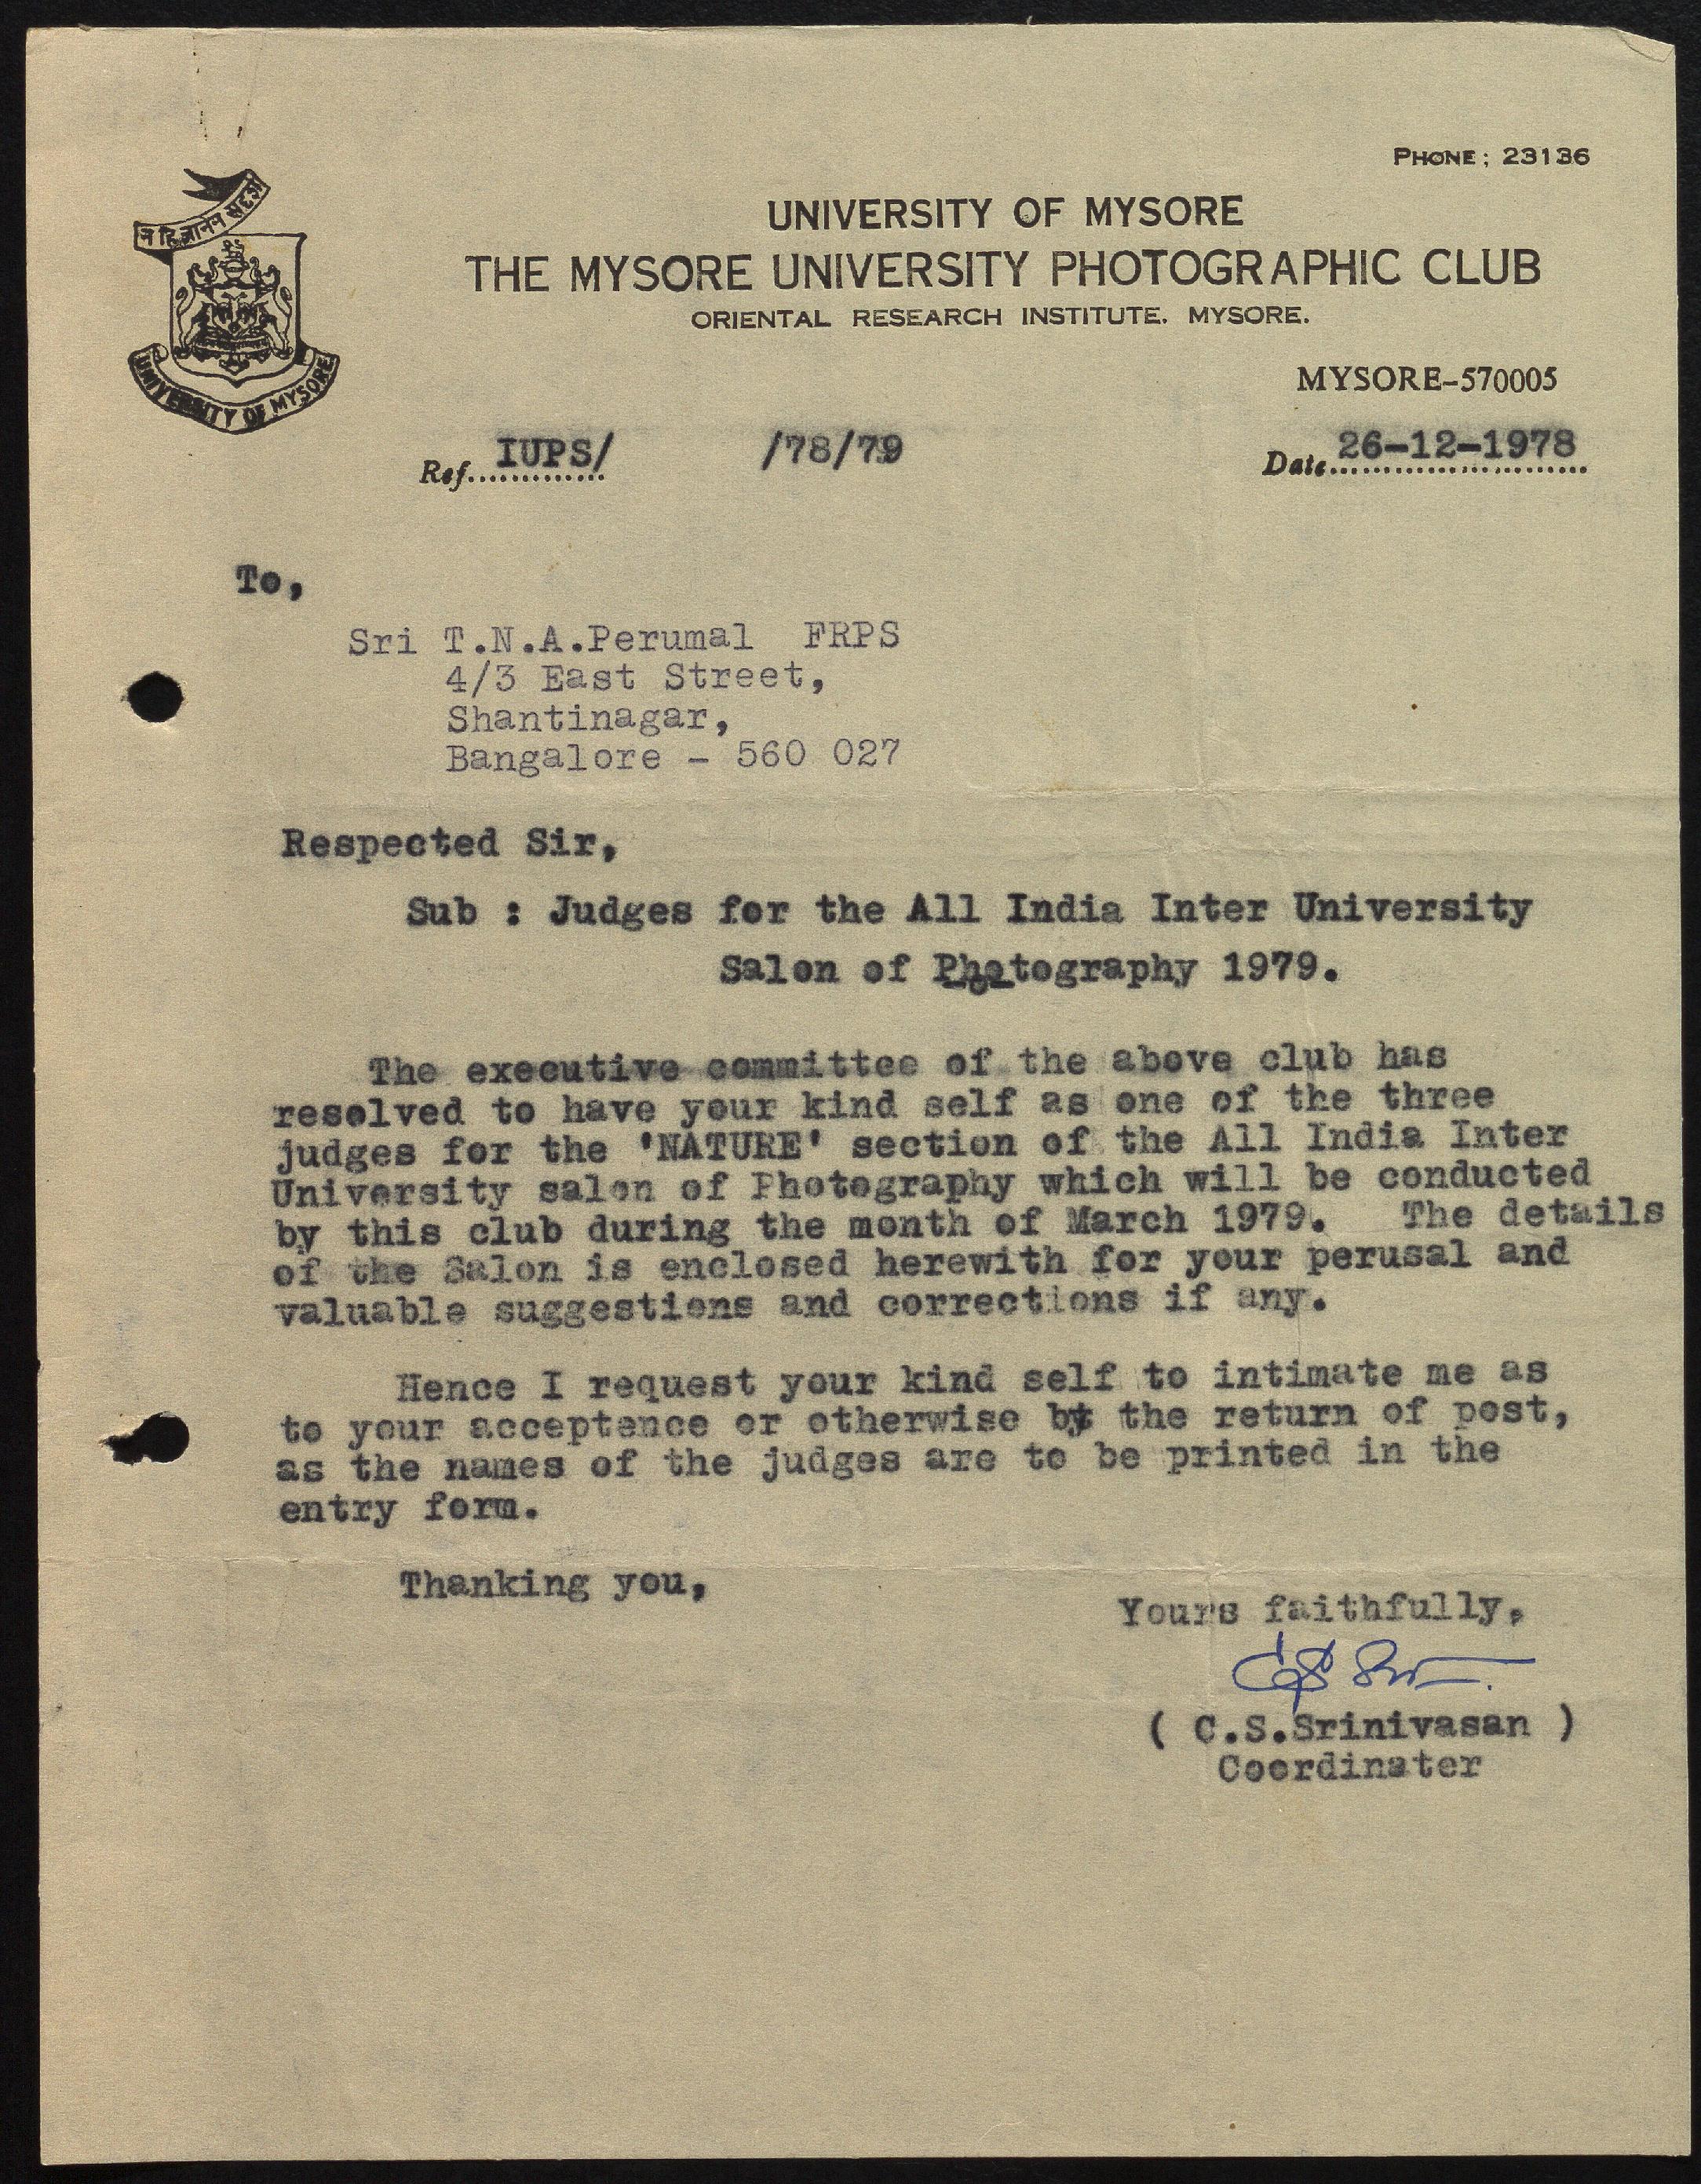 PHONE: 23136
न हि ज्ञानेन सदृशं
UNIVERSITY OF MYSORE
UNIVERSITY OF MYSORE
THE MYSORE UNIVERSITY PHOTOGRAPHIC CLUB
ORIENTAL RESEARCH INSTITUTE. MYSORE.
MYSORE-570005
Ref. IUPS/ /78/79 Date 26-12-1978
To,
Sri T.N.A.Perumal FRPS
4/3 East Street,
Shantinagar,
Bangalore - 560 027
Respected Sir,
Sub : Judges for the All India Inter University
Salon of Photography 1979.
The executive committee of the above club has
resolved to have your kind self as one of the three
judges for the 'NATURE' section of the All India Inter
University salon of Photography which will be conducted
by this club during the month of March 1979. The details
of the Salon is enclosed herewith for your perusal and
valuable suggestions and corrections if any.
Hence I request your kind self to intimate me as
to your acceptence or otherwise by the return of post,
as the names of the judges are to be printed in the
entry form.
Thanking you,
Yours faithfully,
( C.S.Srinivasan )
Coordinator